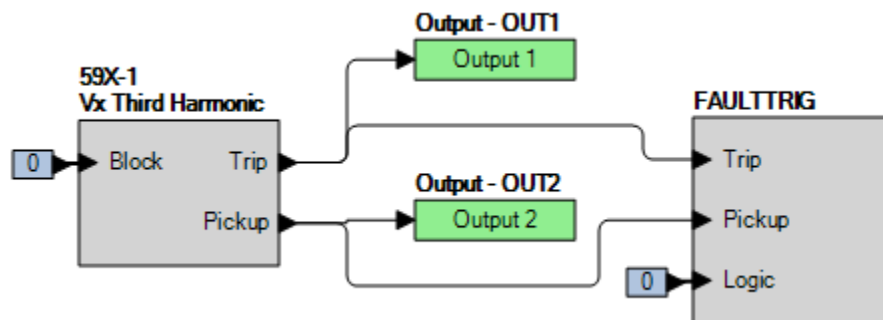 Output - OUT1
Output 1
59X-1
Vx Third Harmonic
FAULTTRIG
0
Block
Trip
Trip
Output - OUT2
Pickup
Output 2
Pickup
0
Logic